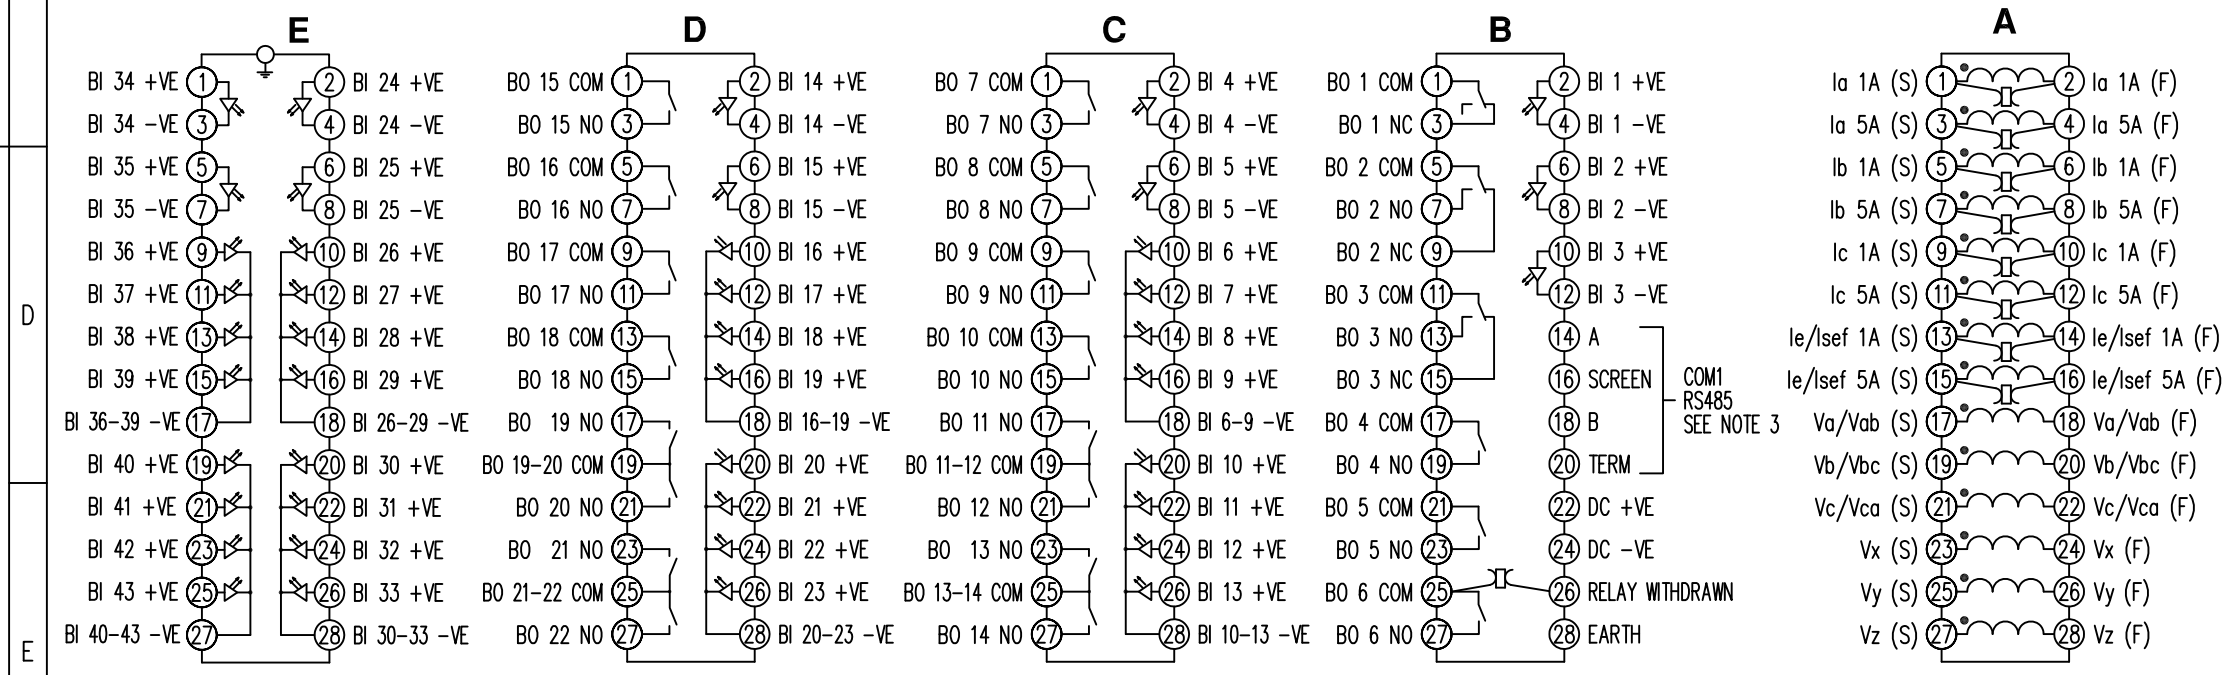 E D C B A
BI 34 +VE 1 2 BI 24 +VE BO 15 COM 1 2 BI 14 +VE BO 7 COM 1 2 BI 4 +VE BO 1 COM 1 2 BI 1 +VE Ia 1A (S) 1 2 Ia 1A (F)
BI 34 -VE 3 4 BI 24 -VE BO 15 NO 3 4 BI 14 -VE BO 7 NO 3 4 BI 4 -VE BO 1 NC 3 4 BI 1 -VE Ia 5A (S) 3 4 Ia 5A (F)
BI 35 +VE 5 6 BI 25 +VE BO 16 COM 5 6 BI 15 +VE BO 8 COM 5 6 BI 5 +VE BO 2 COM 5 6 BI 2 +VE Ib 1A (S) 5 6 Ib 1A (F)
BI 35 -VE 7 8 BI 25 -VE BO 16 NO 7 8 BI 15 -VE BO 8 NO 7 8 BI 5 -VE BO 2 NO 7 8 BI 2 -VE Ib 5A (S) 7 8 Ib 5A (F)
BI 36 +VE 9 10 BI 26 +VE BO 17 COM 9 10 BI 16 +VE BO 9 COM 9 10 BI 6 +VE BO 2 NC 9 10 BI 3 +VE Ic 1A (S) 9 10 Ic 1A (F)
D BI 37 +VE 11 12 BI 27 +VE BO 17 NO 11 12 BI 17 +VE BO 9 NO 11 12 BI 7 +VE BO 3 COM 11 12 BI 3 -VE Ic 5A (S) 11 12 Ic 5A (F)
BI 38 +VE 13 14 BI 28 +VE BO 18 COM 13 14 BI 18 +VE BO 10 COM 13 14 BI 8 +VE BO 3 NO 13 14 A Ie/Isef 1A (S) 13 14 Ie/Isef 1A (F)
BI 39 +VE 15 16 BI 29 +VE BO 18 NO 15 16 BI 19 +VE BO 10 NO 15 16 BI 9 +VE BO 3 NC 15 16 SCREEN COM1 Ie/Isef 5A (S) 15 16 Ie/Isef 5A (F)
RS485
BI 36-39 -VE 17 18 BI 26-29 -VE BO 19 NO 17 18 BI 16-19 -VE BO 11 NO 17 18 BI 6-9 -VE BO 4 COM 17 18 B SEE NOTE 3 Va/Vab (S) 17 18 Va/Vab (F)
BI 40 +VE 19 20 BI 30 +VE BO 19-20 COM 19 20 BI 20 +VE BO 11-12 COM 19 20 BI 10 +VE BO 4 NO 19 20 TERM Vb/Vbc (S) 19 20 Vb/Vbc (F)
BI 41 +VE 21 22 BI 31 +VE BO 20 NO 21 22 BI 21 +VE BO 12 NO 21 22 BI 11 +VE BO 5 COM 21 22 DC +VE Vc/Vca (S) 21 22 Vc/Vca (F)
BI 42 +VE 23 24 BI 32 +VE BO 21 NO 23 24 BI 22 +VE BO 13 NO 23 24 BI 12 +VE BO 5 NO 23 24 DC -VE Vx (S) 23 24 Vx (F)
BI 43 +VE 25 26 BI 33 +VE BO 21-22 COM 25 26 BI 23 +VE BO 13-14 COM 25 26 BI 13 +VE BO 6 COM 25 26 RELAY WITHDRAWN Vy (S) 25 26 Vy (F)
E BI 40-43 -VE 27 28 BI 30-33 -VE BO 22 NO 27 28 BI 20-23 -VE BO 14 NO 27 28 BI 10-13 -VE BO 6 NO 27 28 EARTH Vz (S) 27 28 Vz (F)